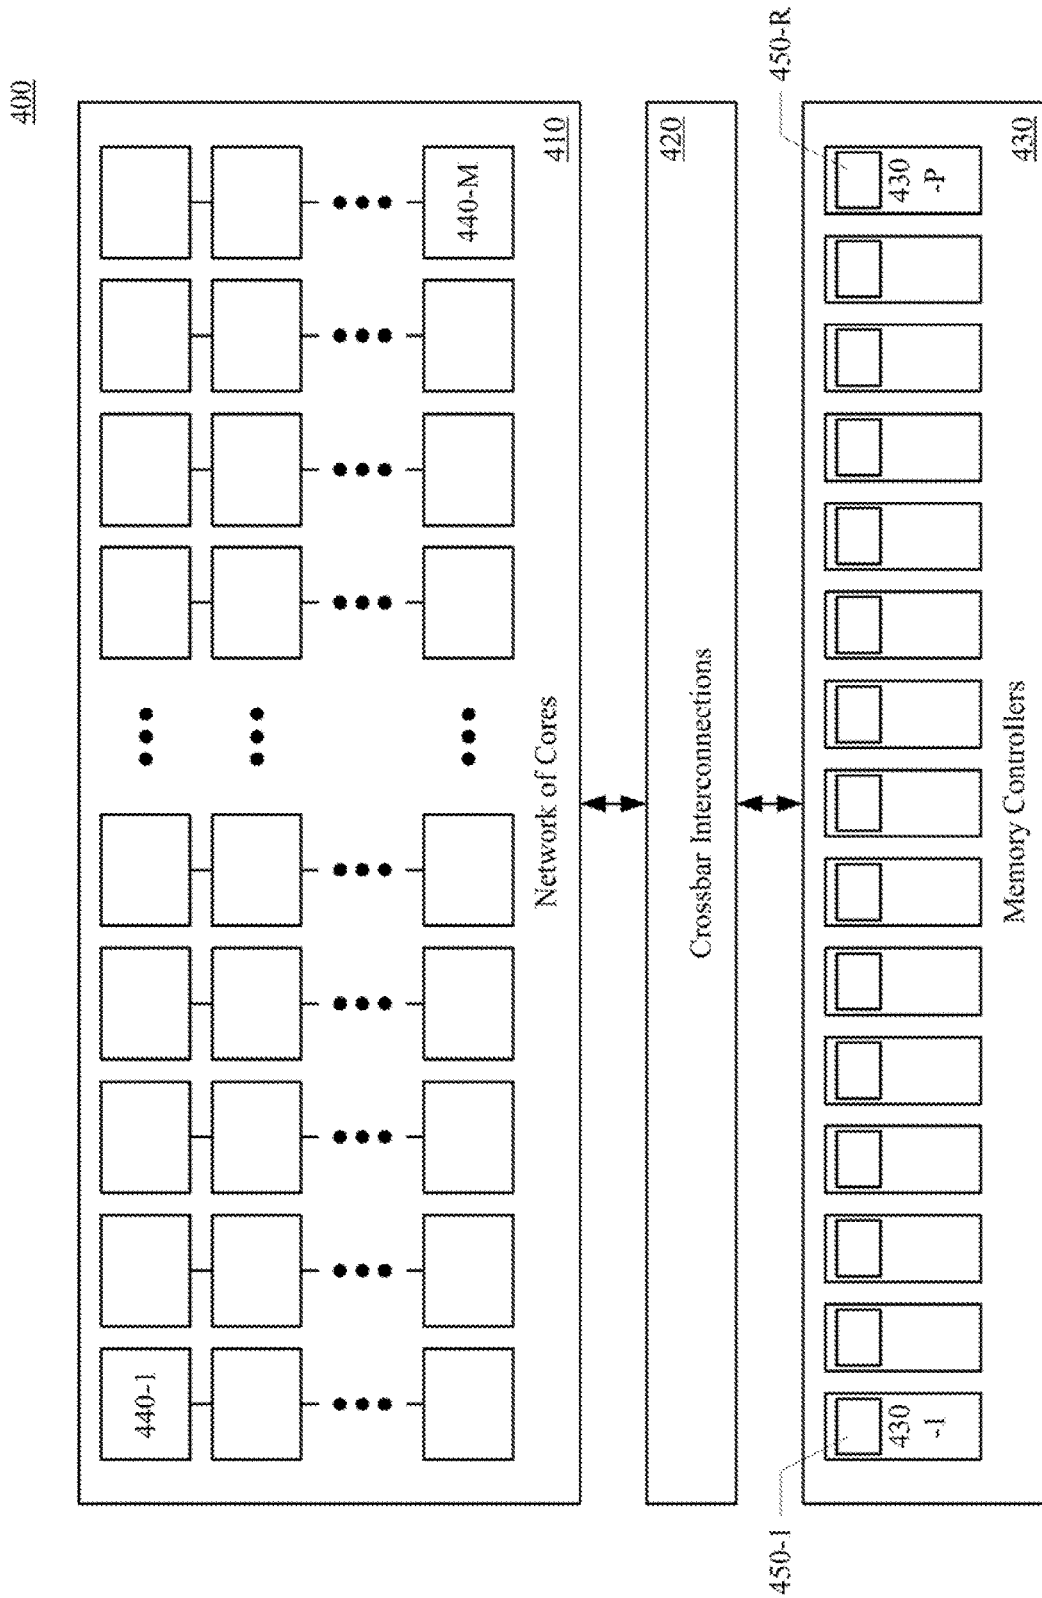 400
440-1
440-M
Network of Cores
410
Crossbar Interconnections
420
450-1
450-R
430
-1
430
-P
Memory Controllers
430